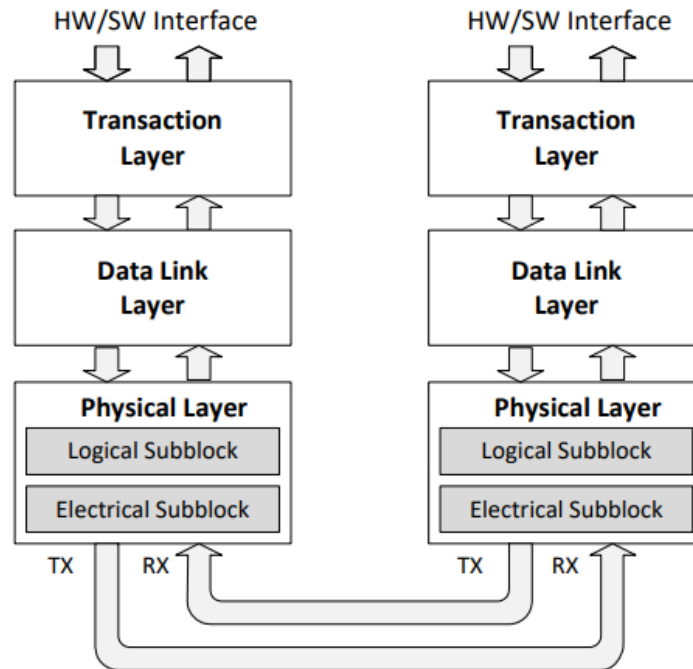 HW/SW Interface
Transaction
Layer
Data Link
Layer
Physical Layer
Logical Subblock
Electrical Subblock
TX RX
HW/SW Interface
Transaction
Layer
Data Link
Layer
Physical Layer
Logical Subblock
Electrical Subblock
TX RX